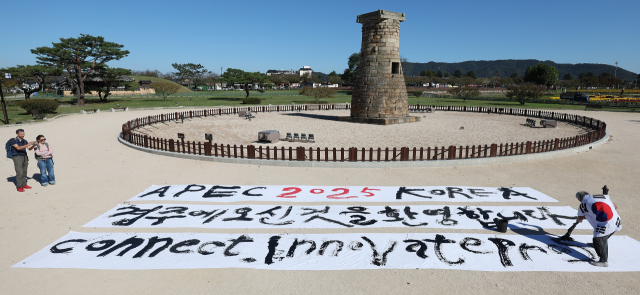 APEC 2025 KOREA
경주에 오신 것을 환영합니다
connect. Innovate